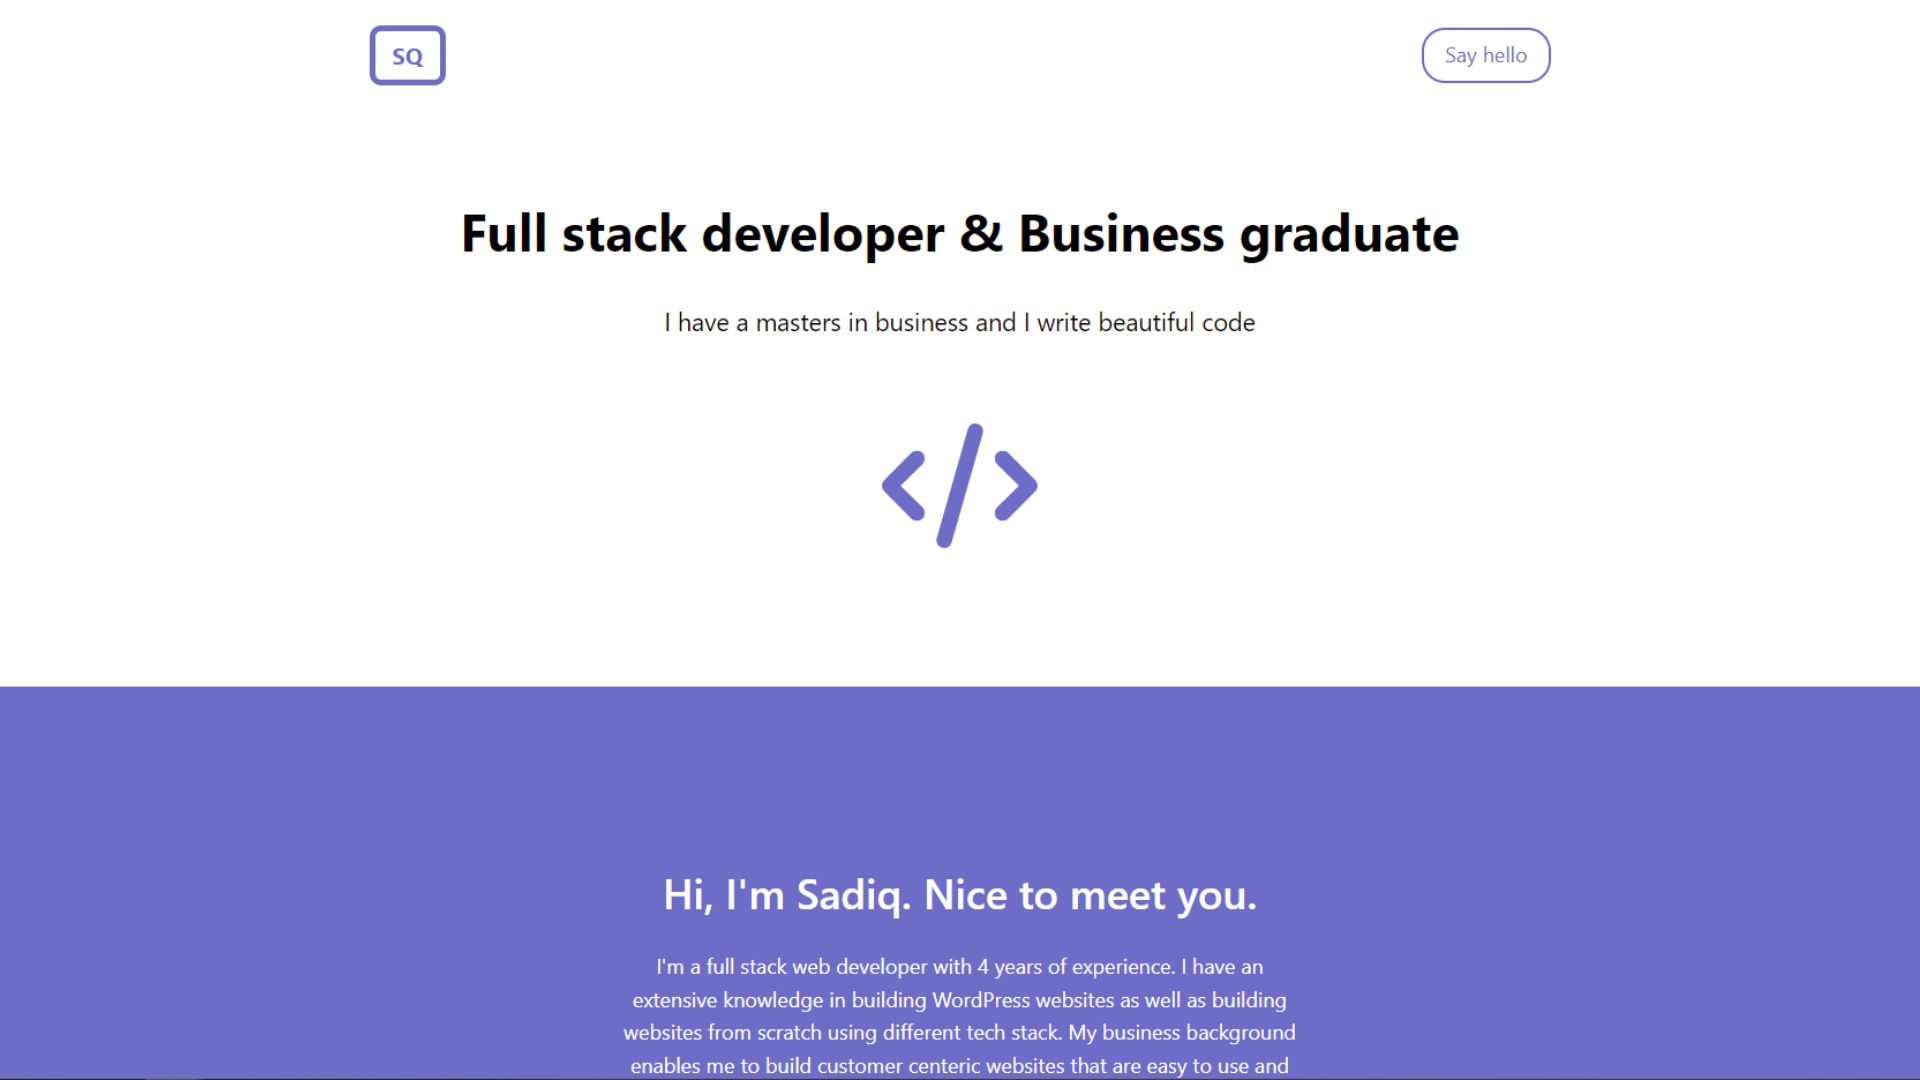 SQ
Say hello
Full stack developer & Business graduate
I have a masters in business and I write beautiful code
</>
Hi, I'm Sadiq. Nice to meet you.
I'm a full stack web developer with 4 years of experience. I have an
extensive knowledge in building WordPress websites as well as building
websites from scratch using different tech stack. My business background
enables me to build customer centeric websites that are easy to use and